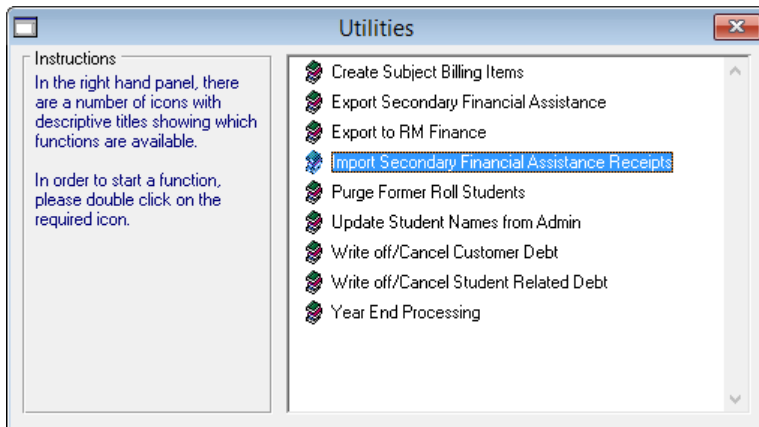 Utilities
Instructions
In the right hand panel, there
are a number of icons with
descriptive titles showing which
functions are available.
In order to start a function,
please double click on the
required icon.
Create Subject Billing Items
Export Secondary Financial Assistance
Export to RM Finance
Import Secondary Financial Assistance Receipts
Purge Former Roll Students
Update Student Names from Admin
Write off/Cancel Customer Debt
Write off/Cancel Student Related Debt
Year End Processing